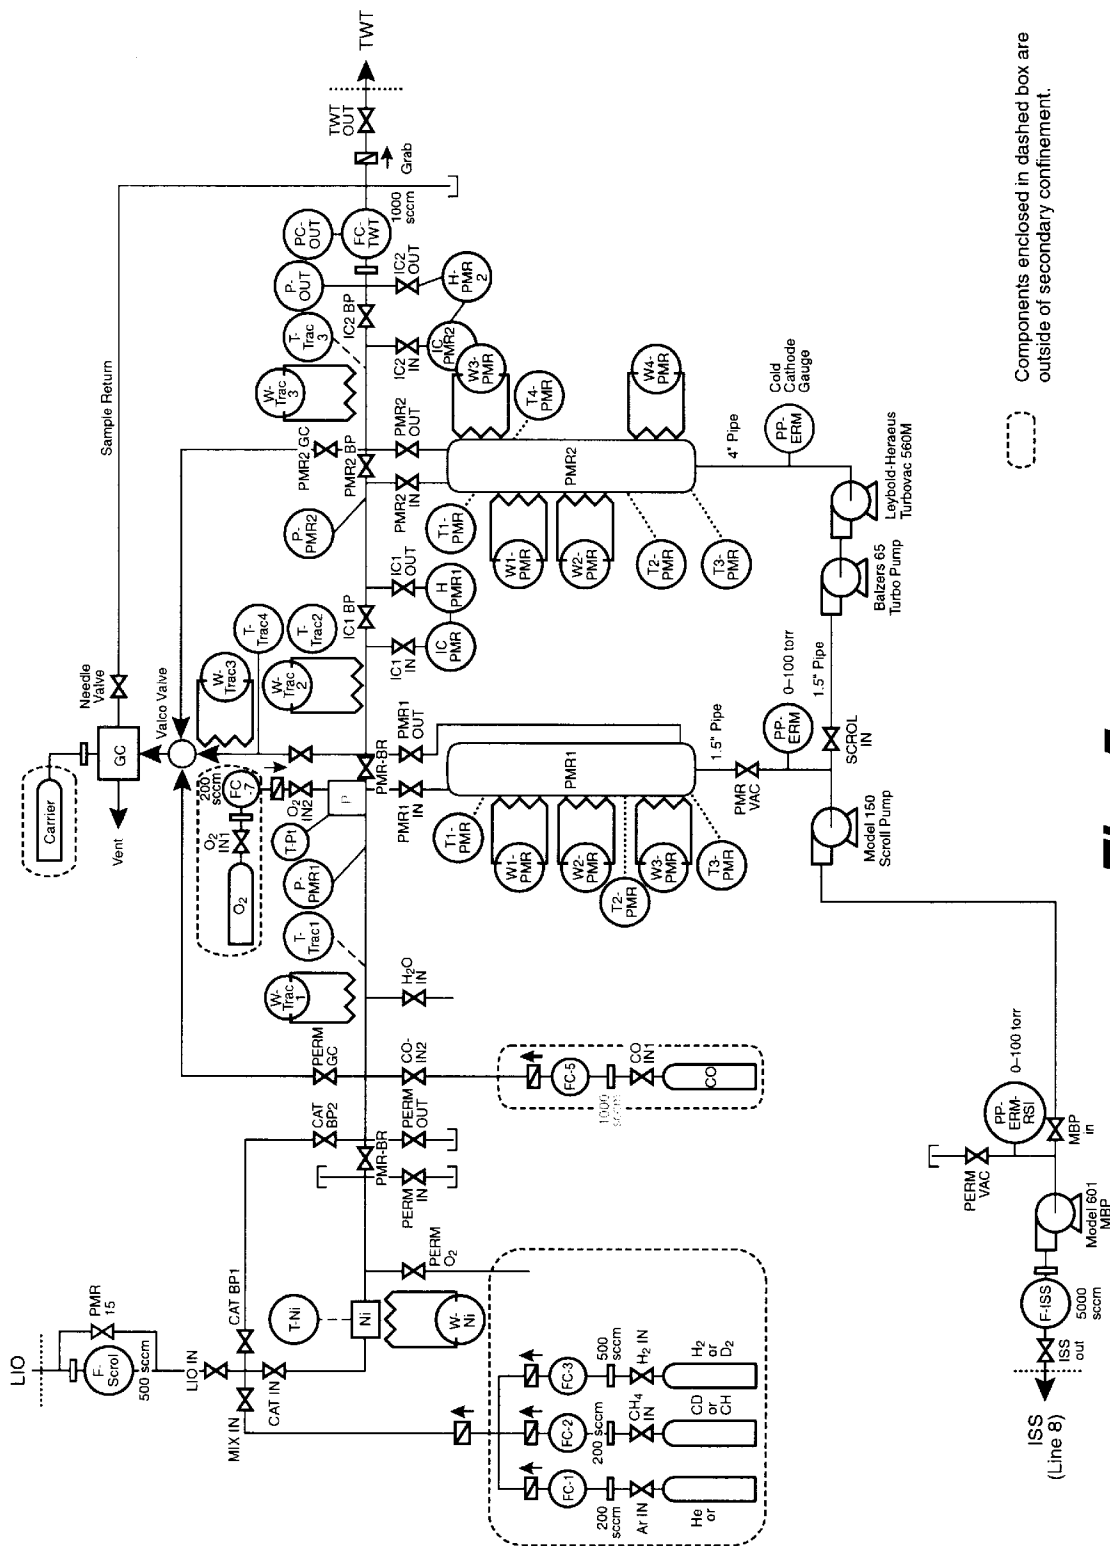 LIO
F-
Scrol
500 sccm
PMR
15
LIO IN
MIX IN
CAT IN
CAT BP1
CAT
BP2
T-Ni
Ni
W-
Ni
PERM
O2
PERM
IN
PMR-BR
PERM
OUT
PERM
GC
CO-
IN2
H2O
IN
W-
Trac
1
T-
Trac1
P-
PMR1
T-Pt
O2
O2
IN1
200
sccm
FC
-7
O2
IN2
P
PMR1
IN
PMR-BR
PMR1
OUT
Carrier
GC
Vent
Needle
Valve
Valco Valve
Sample Return
W-
Trac3
T-
Trac4
W-
Trac
2
T-
Trac2
IC1
IN
IC1 BP
IC1
OUT
IC
PMR
H
PMR1
P-
PMR2
PMR2
IN
PMR2 BP
PMR2 GC
PMR2
OUT
W-
Trac
3
T-
Trac
3
IC2
IN
IC2 BP
IC2
OUT
IC
PMR2
H-
PMR
2
P-
OUT
PC-
OUT
FC-
TWT
1000
sccm
Grab
TWT
OUT
TWT
FC-1
200
sccm
Ar IN
He
or
FC-2
200 sccm
CH4
IN
CD
or
CH
FC-3
500
sccm
H2 IN
H2
or
D2
FC-5
1000
sccm
CO
IN1
CO
PMR1
T1-
PMR
W1-
PMR
W2-
PMR
T2-
PMR
W3-
PMR
T3-
PMR
1.5" Pipe
PMR
VAC
PP-
ERM
0–100 torr
1.5" Pipe
SCROL
IN
Model 150
Scroll Pump
PMR2
T1-
PMR
W1-
PMR
W2-
PMR
T2-
PMR
T3-
PMR
W3-
PMR
T4-
PMR
W4-
PMR
4" Pipe
PP-
ERM
Cold
Cathode
Gauge
Balzers 65
Turbo Pump
Leybold-Heraeus
Turbovac 560M
PERM
VAC
PP-
ERM-
RSI
0–100 torr
MBP
in
Model 601
MBP
F-ISS
5000
sccm
ISS
out
ISS
(Line 8)
Components enclosed in dashed box are
outside of secondary confinement.